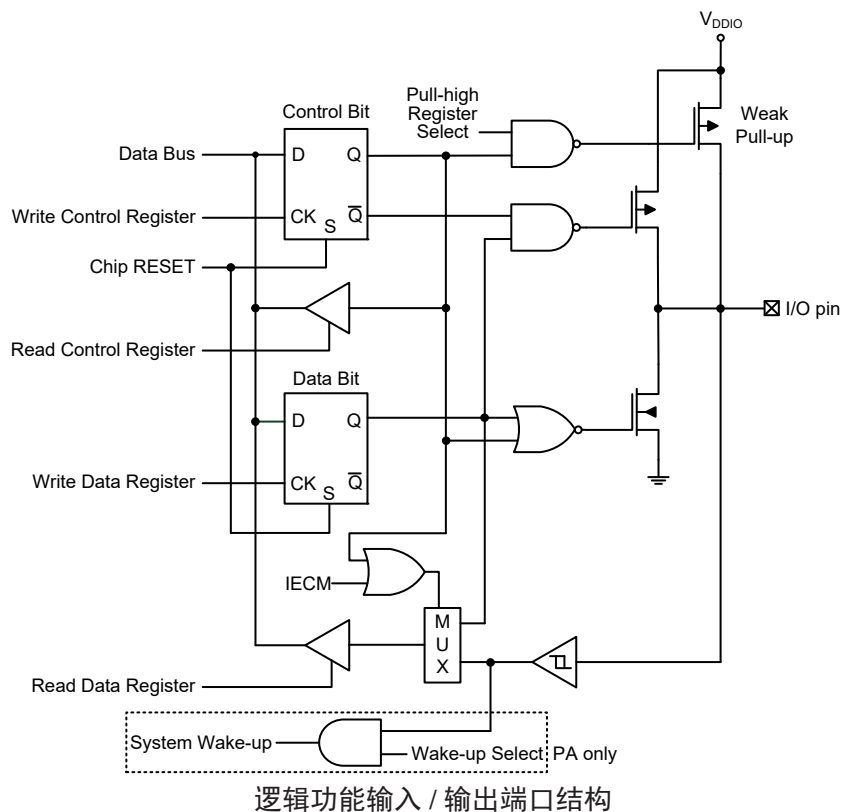 VDDIO
Control Bit
Pull-high
Register
Select
Weak
Pull-up
Data Bus
D
Q
Write Control Register
CK
S
Q̅
Chip RESET
I/O pin
Read Control Register
Data Bit
D
Q
Write Data Register
CK
S
Q̅
IECM
M
U
X
Read Data Register
System Wake-up
Wake-up Select
PA only
逻辑功能输入 / 输出端口结构